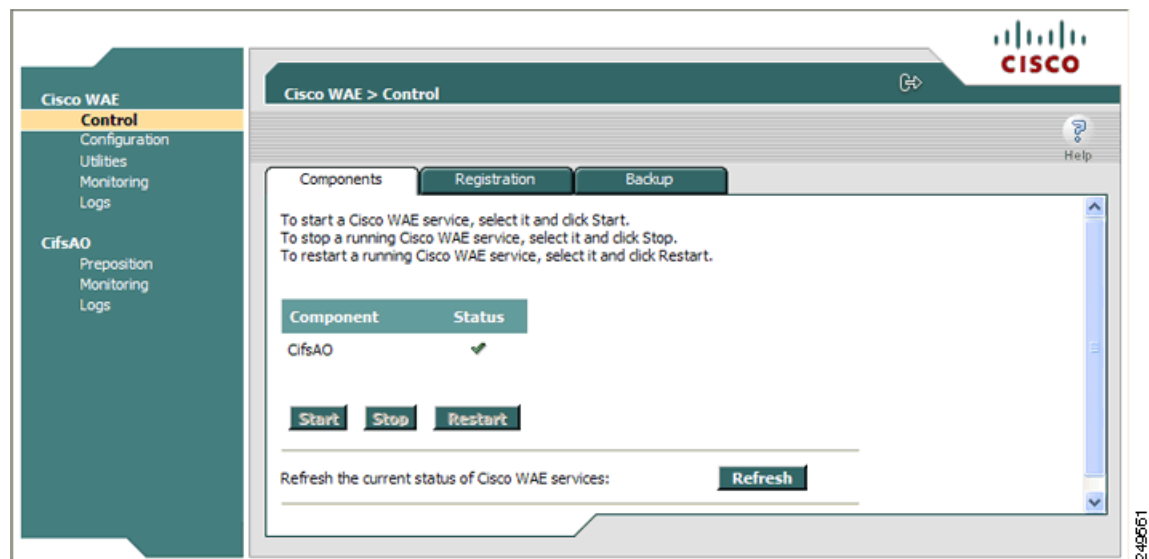 CISCO
Cisco WAE
Control
Configuration
Utilities
Monitoring
Logs
CifsAO
Preposition
Monitoring
Logs
Cisco WAE > Control
Help
Components Registration Backup
To start a Cisco WAE service, select it and click Start.
To stop a running Cisco WAE service, select it and click Stop.
To restart a running Cisco WAE service, select it and click Restart.
Component Status
CifsAO
Start Stop Restart
Refresh the current status of Cisco WAE services: Refresh
249561